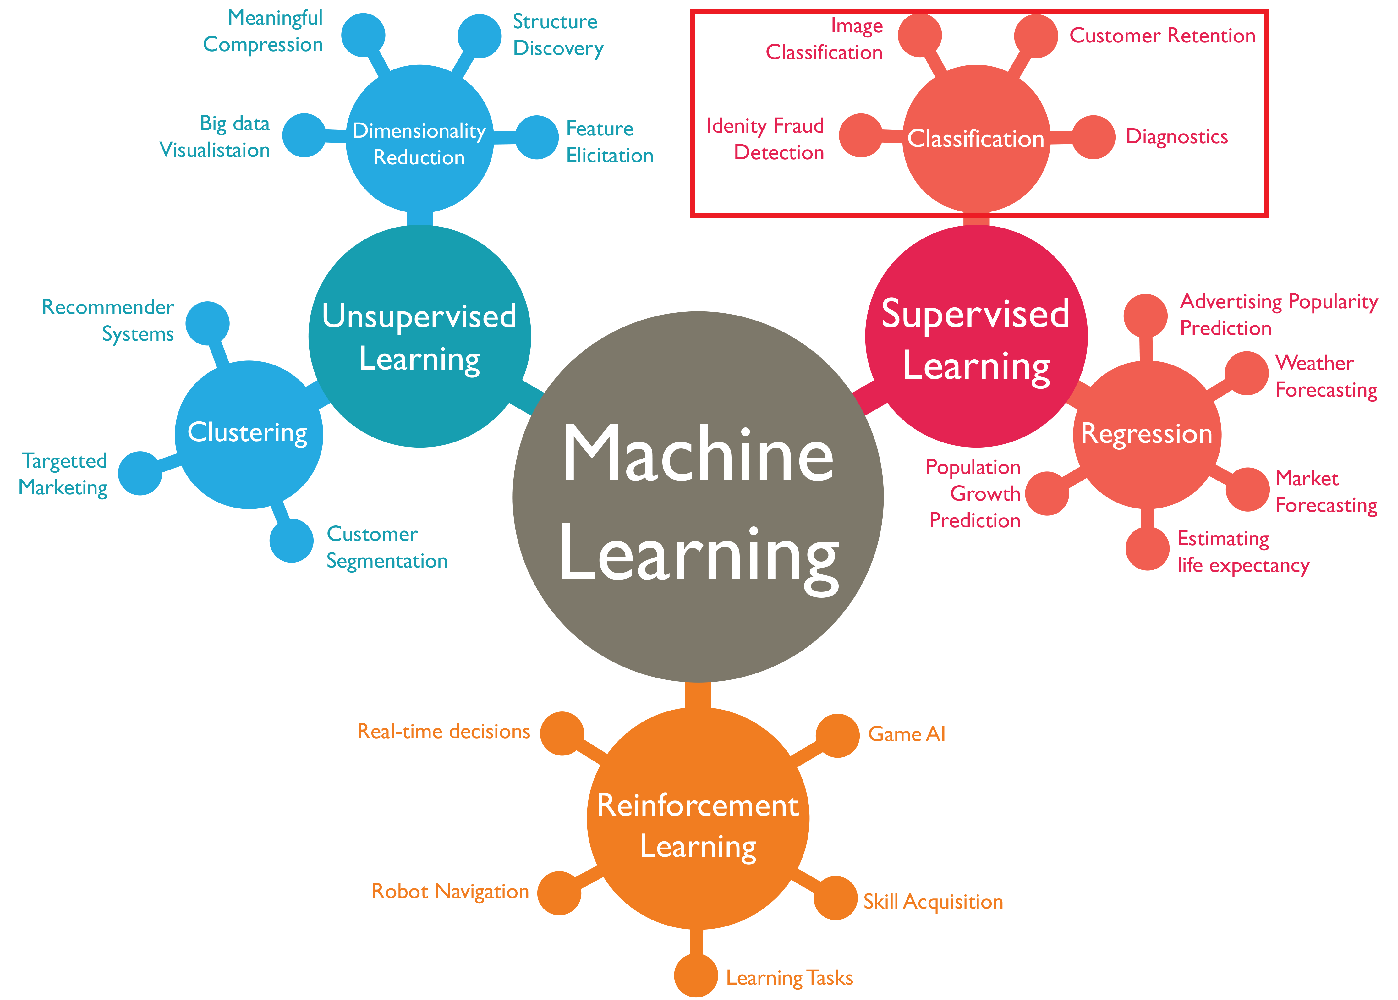 Meaningful
Compression
Structure
Discovery
Big data
Visualistaion
Dimensionality
Reduction
Feature
Elicitation
Image
Classification
Customer Retention
Idenity Fraud
Detection
Classification
Diagnostics
Unsupervised
Learning
Supervised
Learning
Recommender
Systems
Clustering
Targetted
Marketing
Customer
Segmentation
Machine
Learning
Advertising Popularity
Prediction
Weather
Forecasting
Regression
Population
Growth
Prediction
Market
Forecasting
Estimating
life expectancy
Real-time decisions
Game AI
Reinforcement
Learning
Robot Navigation
Skill Acquisition
Learning Tasks